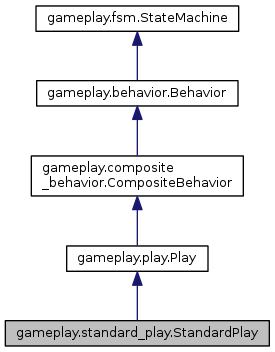 gameplay.fsm.StateMachine
gameplay.behavior.Behavior
gameplay.composite
_behavior.CompositeBehavior
gameplay.play.Play
gameplay.standard_play.StandardPlay